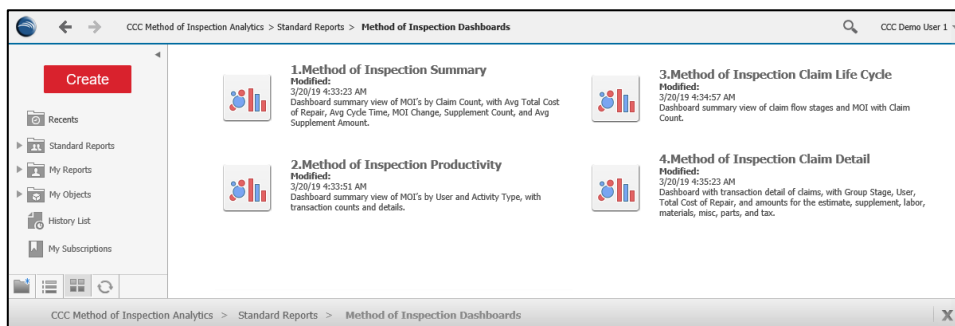 CCC Method of Inspection Analytics > Standard Reports > Method of Inspection Dashboards
CCC Demo User 1
Create
Recents
Standard Reports
My Reports
My Objects
History List
My Subscriptions
1.Method of Inspection Summary
Modified:
3/20/19 4:33:23 AM
Dashboard summary view of MOI's by Claim Count, with Avg Total Cost
of Repair, Avg Cycle Time, MOI Change, Supplement Count, and Avg
Supplement Amount.
2.Method of Inspection Productivity
Modified:
3/20/19 4:33:51 AM
Dashboard summary view of MOI's by User and Activity Type, with
transaction counts and details.
3.Method of Inspection Claim Life Cycle
Modified:
3/20/19 4:34:57 AM
Dashboard summary view of claim flow stages and MOI with Claim
Count.
4.Method of Inspection Claim Detail
Modified:
3/20/19 4:35:23 AM
Dashboard with transaction detail of claims, with Group Stage, User,
Total Cost of Repair, and amounts for the estimate, supplement, labor,
materials, misc, parts, and tax.
CCC Method of Inspection Analytics > Standard Reports > Method of Inspection Dashboards
X